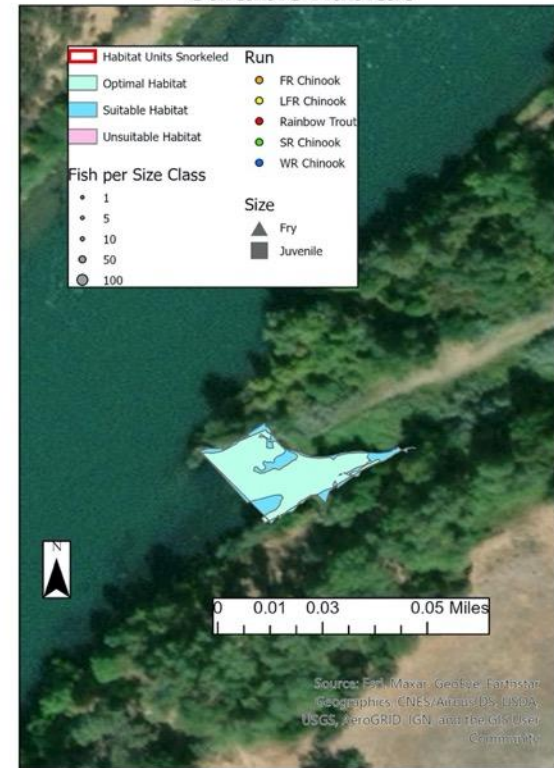 Habitat Units Snorkeled
Optimal Habitat
Suitable Habitat
Unsuitable Habitat
Fish per Size Class
1
5
10
50
100
Run
FR Chinook
LFR Chinook
Rainbow Trout
SR Chinook
WR Chinook
Size
Fry
Juvenile
N
0 0.01 0.03 0.05 Miles
Source: Esri, Maxar, GeoEye, Earthstar
Geographics, CNES/Airbus DS, USDA,
USGS, AeroGRID, IGN, and the GIS User
Community